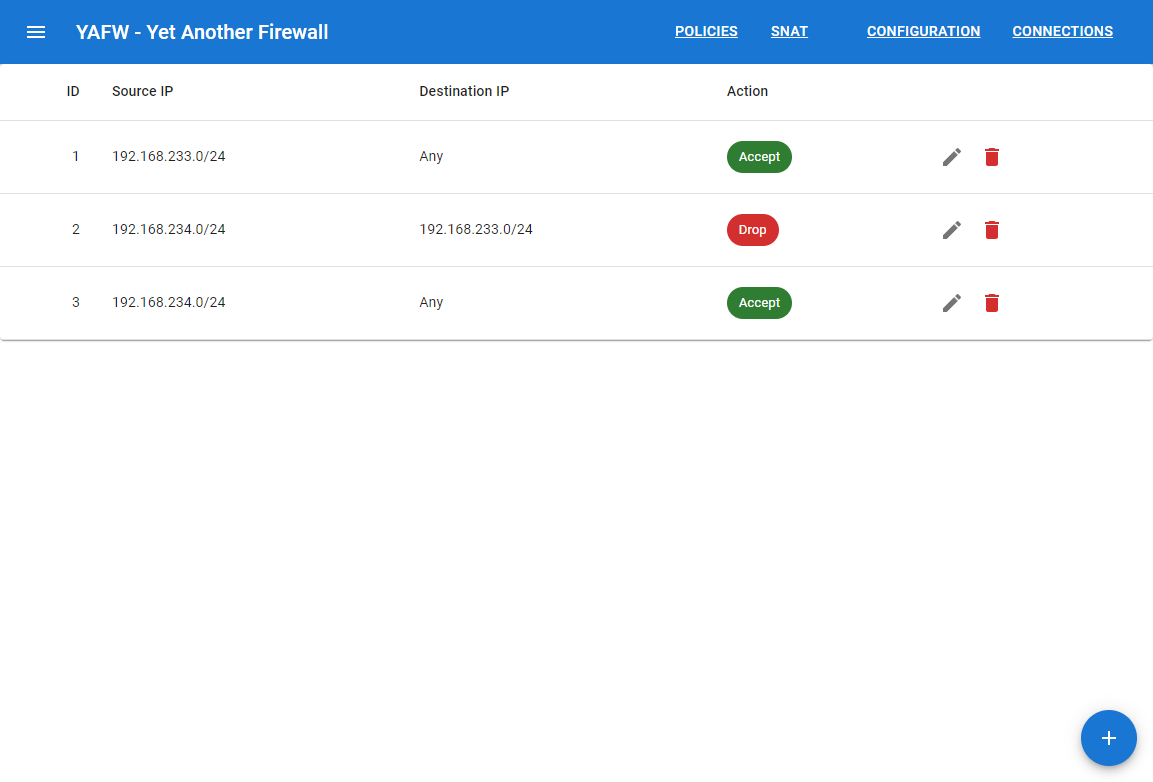 YAFW - Yet Another Firewall POLICIES SNAT CONFIGURATION CONNECTIONS
ID Source IP Destination IP Action
1 192.168.233.0/24 Any Accept
2 192.168.234.0/24 192.168.233.0/24 Drop
3 192.168.234.0/24 Any Accept